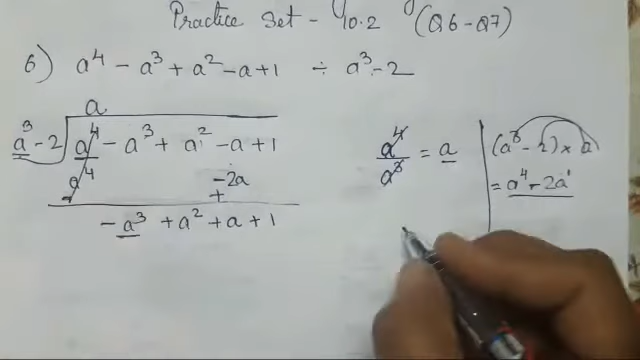 Practice Set - 10.2 (Q6-Q7)
6) a⁴ - a³ + a² - a + 1 ÷ a³ - 2
a
a³ - 2 a⁴ - a³ + a² - a + 1
a⁴ - 2a
- +
- a³ + a² + a + 1
a⁴ / a³ = a
(a³ - 2) × a
= a⁴ - 2a¹